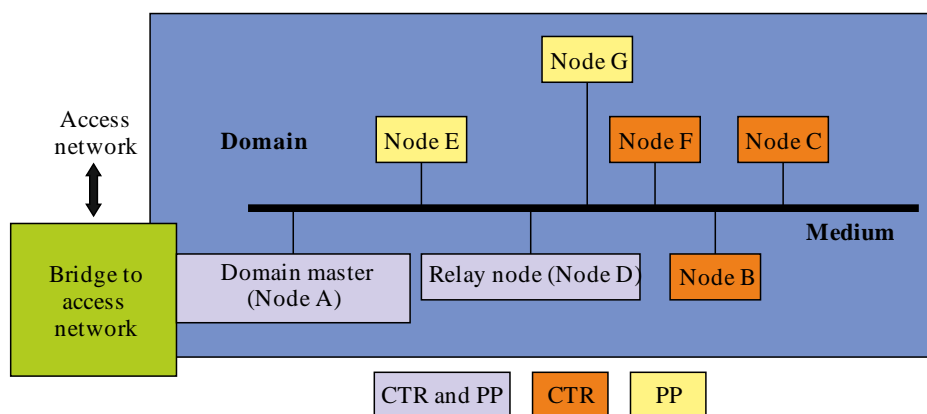 Node G
Access
network
Domain
Node E
Node F
Node C
Medium
Bridge to
access
network
Domain master
(Node A)
Relay node (Node D)
Node B
CTR and PP
CTR
PP